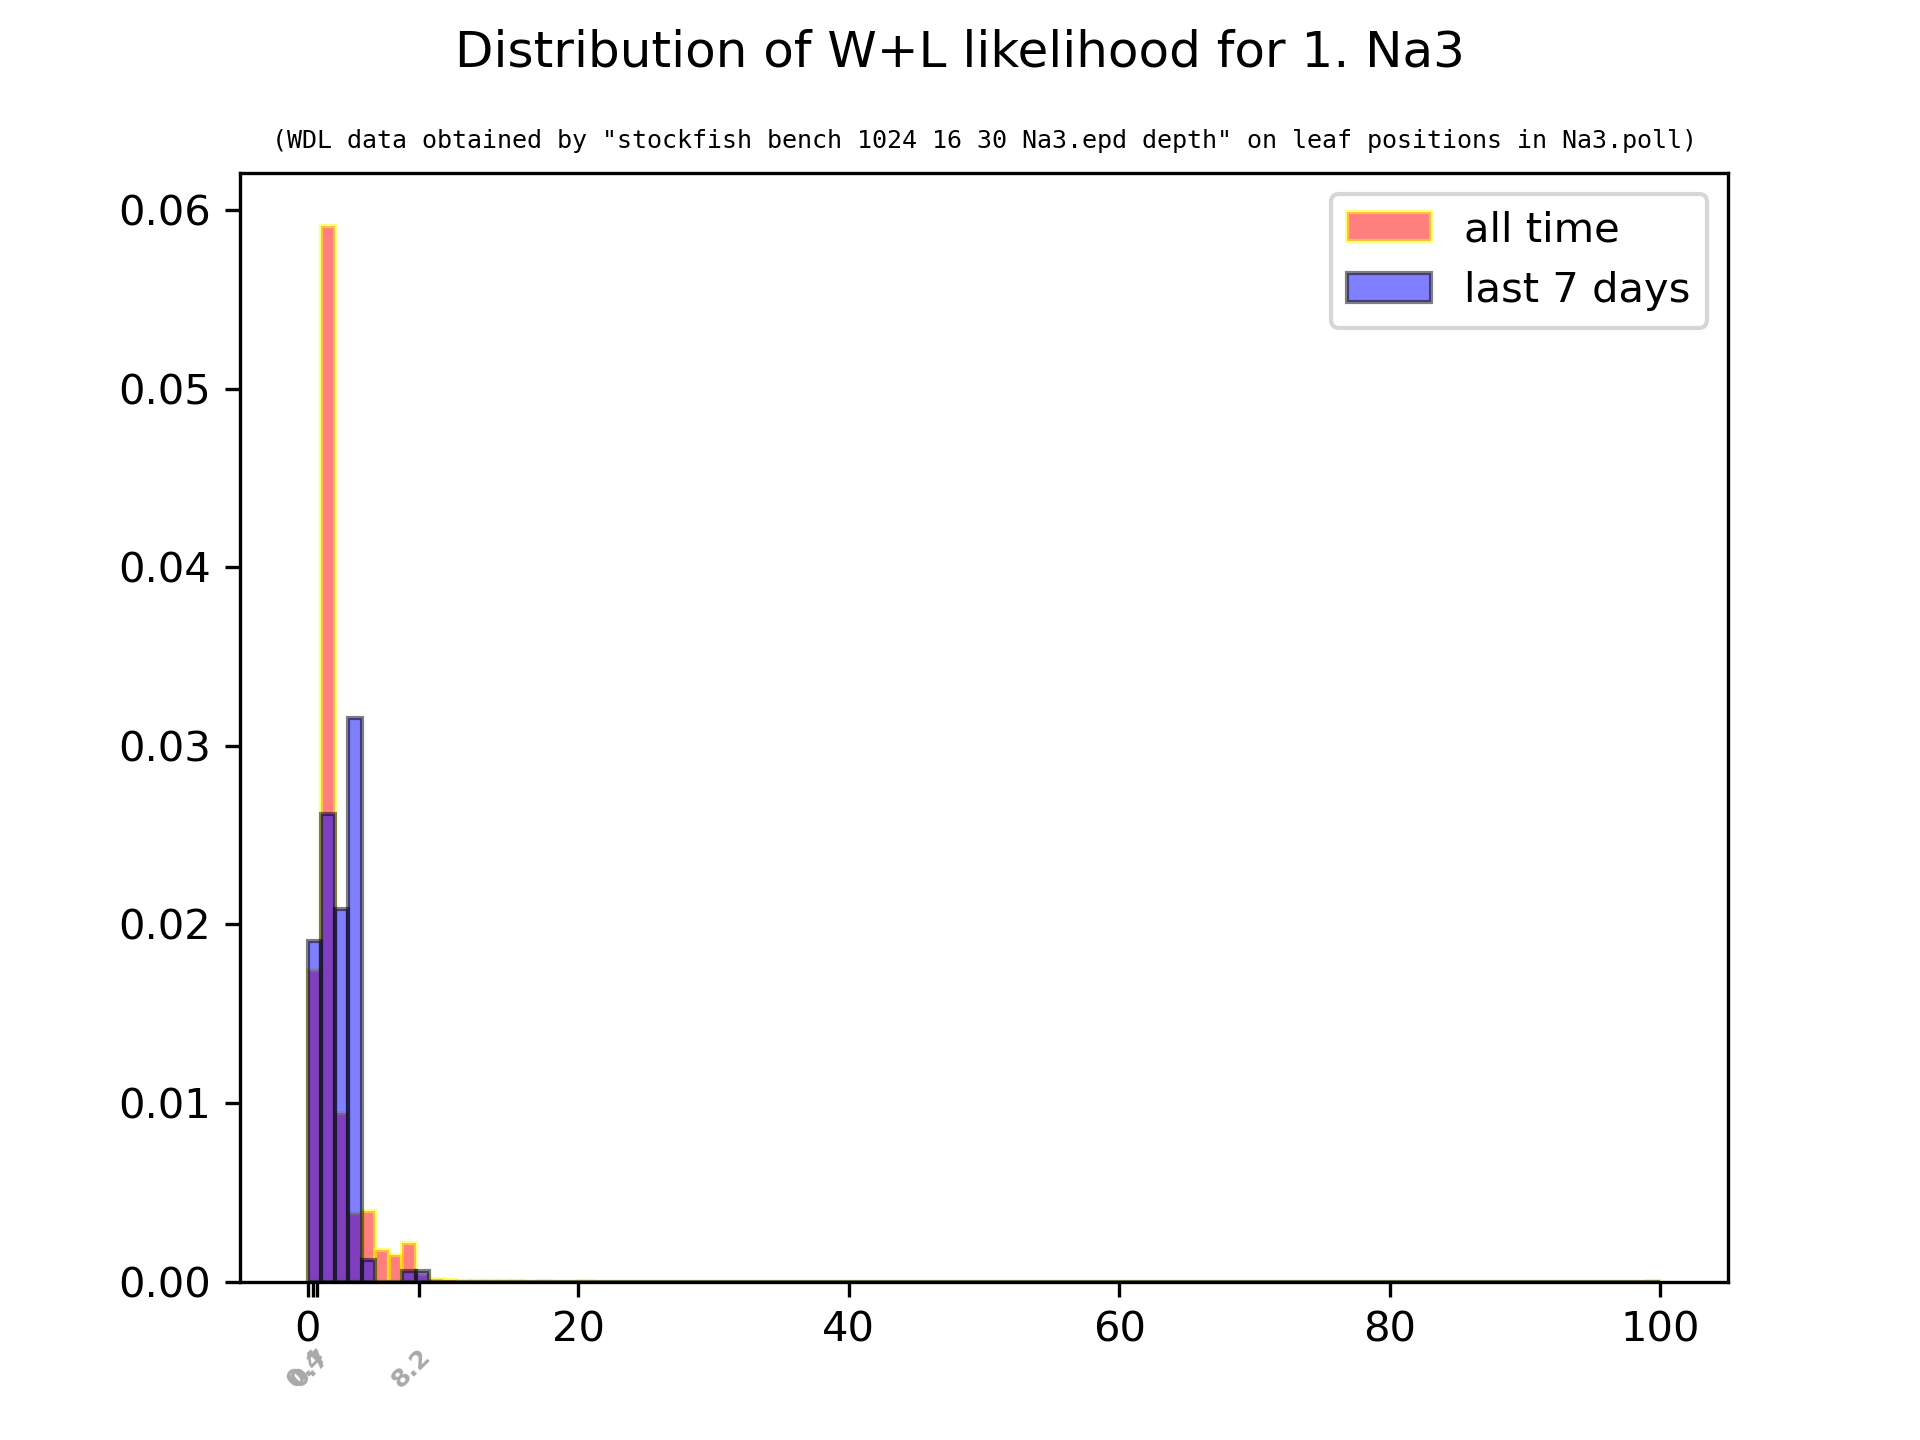 Distribution of W+L likelihood for 1. Na3
(WDL data obtained by "stockfish bench 1024 16 30 Na3.epd depth" on leaf positions in Na3.poll)
all time
last 7 days
0.06
0.05
0.04
0.03
0.02
0.01
0.00
0 20 40 60 80 100
8.2